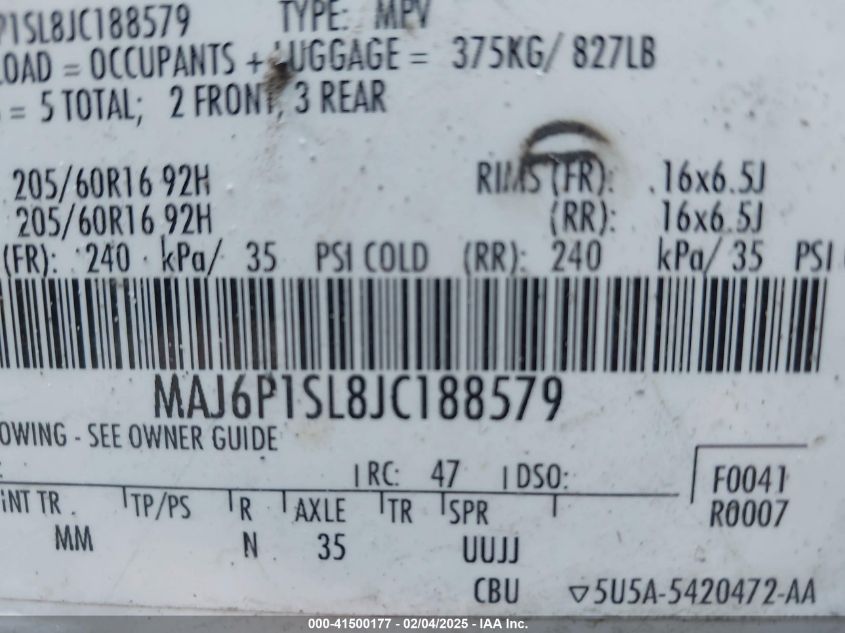 P1SL8JC188579 TYPE: MPV
LOAD = OCCUPANTS + LUGGAGE = 375KG/ 827LB
= 5 TOTAL; 2 FRONT, 3 REAR
205/60R16 92H RIMS (FR): 16x6.5J
205/60R16 92H (RR): 16x6.5J
(FR): 240 kPa/ 35 PSI COLD (RR): 240 kPa/ 35 PSI
MAJ6P1SL8JC188579
OWING - SEE OWNER GUIDE
RC: 47 DSO: F0041
INT TR TP/PS R AXLE TR SPR R0007
MM N 35 UUJJ
CBU ▽5U5A-5420472-AA
000-41500177 - 02/04/2025 - IAA Inc.